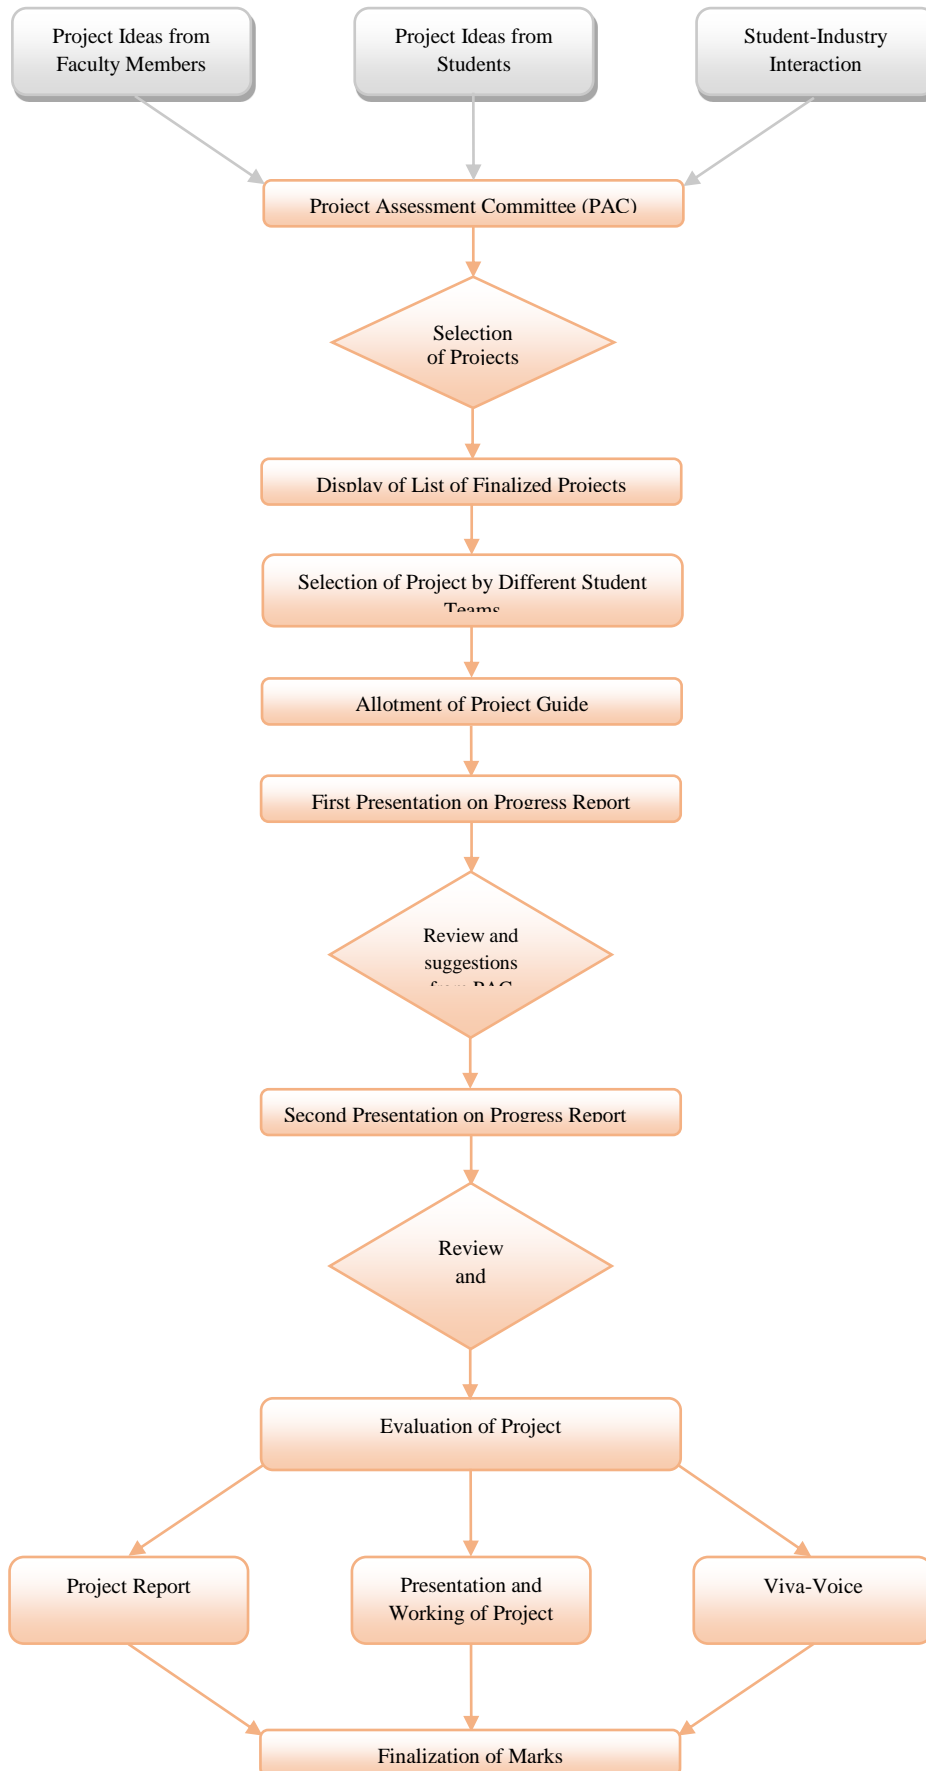 Project Ideas from
Faculty Members
Project Ideas from
Students
Student-Industry
Interaction
Project Assessment Committee (PAC)
Selection
of Projects
Display of List of Finalized Projects
Selection of Project by Different Student
Teams
Allotment of Project Guide
First Presentation on Progress Report
Review and
suggestions
from PAC
Second Presentation on Progress Report
Review
and
Evaluation of Project
Project Report
Presentation and
Working of Project
Viva-Voice
Finalization of Marks